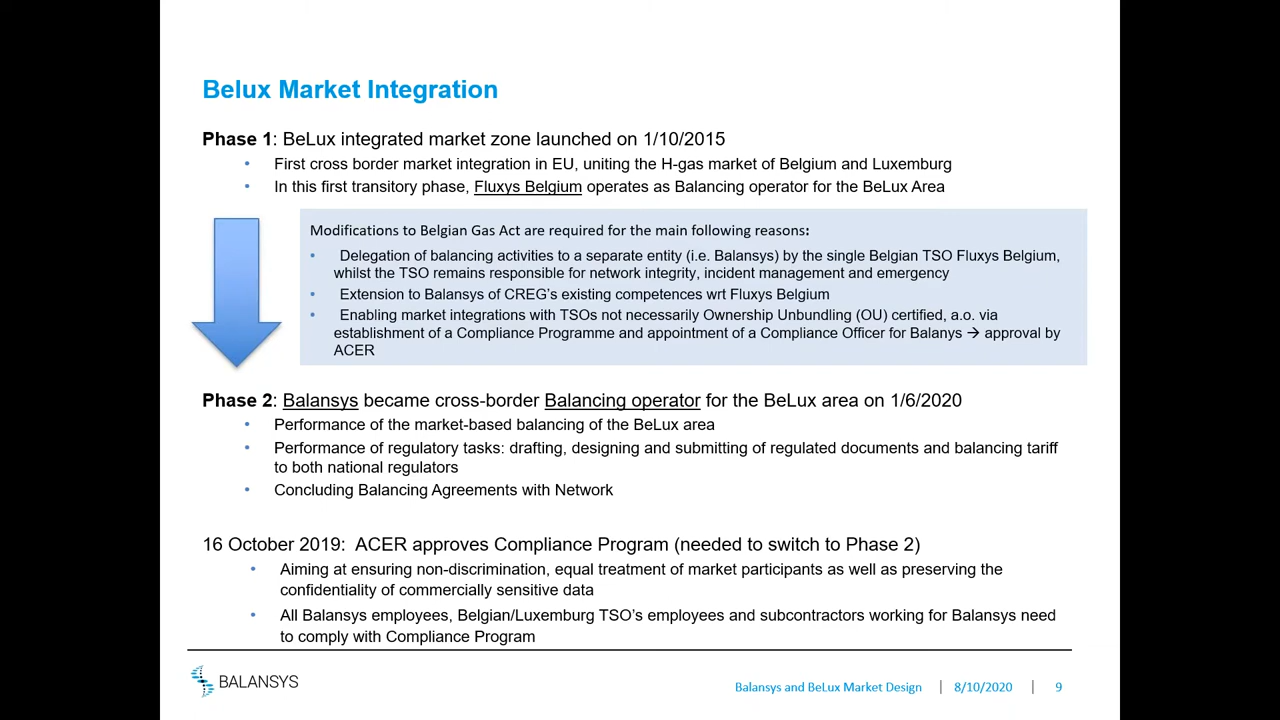 Belux Market Integration
Phase 1: BeLux integrated market zone launched on 1/10/2015
• First cross border market integration in EU, uniting the H-gas market of Belgium and Luxemburg
• In this first transitory phase, Fluxys Belgium operates as Balancing operator for the BeLux Area
Modifications to Belgian Gas Act are required for the main following reasons:
• Delegation of balancing activities to a separate entity (i.e. Balansys) by the single Belgian TSO Fluxys Belgium,
whilst the TSO remains responsible for network integrity, incident management and emergency
• Extension to Balansys of CREG's existing competences wrt Fluxys Belgium
• Enabling market integrations with TSOs not necessarily Ownership Unbundling (OU) certified, a.o. via
establishment of a Compliance Programme and appointment of a Compliance Officer for Balanys → approval by
ACER
Phase 2: Balansys became cross-border Balancing operator for the BeLux area on 1/6/2020
• Performance of the market-based balancing of the BeLux area
• Performance of regulatory tasks: drafting, designing and submitting of regulated documents and balancing tariff
to both national regulators
• Concluding Balancing Agreements with Network
16 October 2019: ACER approves Compliance Program (needed to switch to Phase 2)
• Aiming at ensuring non-discrimination, equal treatment of market participants as well as preserving the
confidentiality of commercially sensitive data
• All Balansys employees, Belgian/Luxemburg TSO's employees and subcontractors working for Balansys need
to comply with Compliance Program
BALANSYS
Balansys and BeLux Market Design | 8/10/2020 | 9